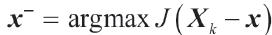 x⁻ = argmax J(Xₖ − x)